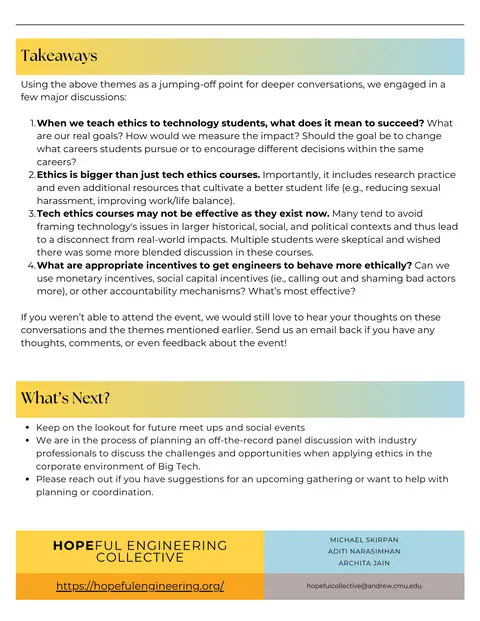 Takeaways
Using the above themes as a jumping-off point for deeper conversations, we engaged in a
few major discussions:
1. When we teach ethics to technology students, what does it mean to succeed? What
are our real goals? How would we measure the impact? Should the goal be to change
what careers students pursue or to encourage different decisions within the same
careers?
2. Ethics is bigger than just tech ethics courses. Importantly, it includes research practice
and even additional resources that cultivate a better student life (e.g., reducing sexual
harassment, improving work/life balance).
3. Tech ethics courses may not be effective as they exist now. Many tend to avoid
framing technology's issues in larger historical, social, and political contexts and thus lead
to a disconnect from real-world impacts. Multiple students were skeptical and wished
there was some more blended discussion in these courses.
4. What are appropriate incentives to get engineers to behave more ethically? Can we
use monetary incentives, social capital incentives (ie., calling out and shaming bad actors
more), or other accountability mechanisms? What's most effective?
If you weren't able to attend the event, we would still love to hear your thoughts on these
conversations and the themes mentioned earlier. Send us an email back if you have any
thoughts, comments, or even feedback about the event!
What's Next?
• Keep on the lookout for future meet ups and social events
• We are in the process of planning an off-the-record panel discussion with industry
professionals to discuss the challenges and opportunities when applying ethics in the
corporate environment of Big Tech.
• Please reach out if you have suggestions for an upcoming gathering or want to help with
planning or coordination.
HOPEFUL ENGINEERING
COLLECTIVE
https://hopefulengineering.org/
MICHAEL SKIRPAN
ADITI NARASIMHAN
ARCHITA JAIN
hopefulcollective@andrew.cmu.edu